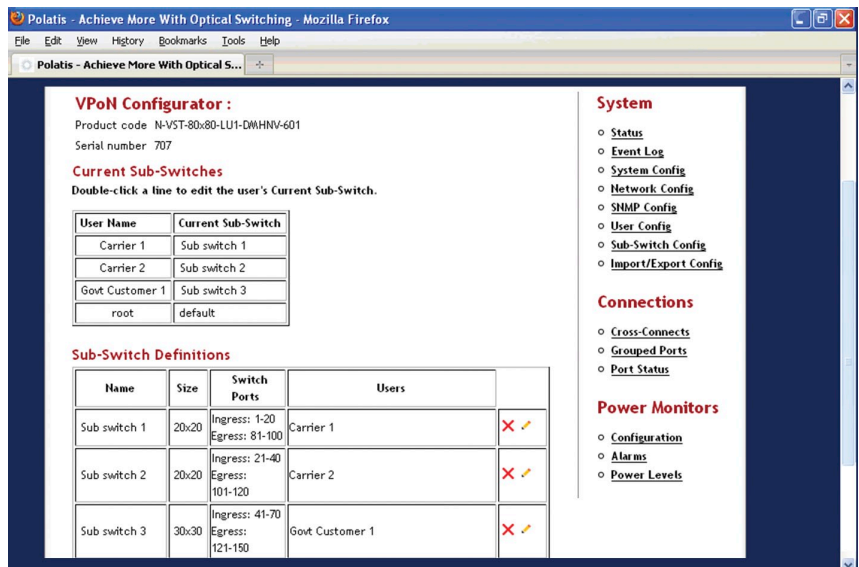 Polatis - Achieve More With Optical Switching - Mozilla Firefox
File Edit View History Bookmarks Tools Help
Polatis - Achieve More With Optical S...
VPoN Configurator :
Product code N-VST-80x80-LU1-DMHNV-601
Serial number 707
Current Sub-Switches
Double-click a line to edit the user's Current Sub-Switch.
User Name Current Sub-Switch
Carrier 1 Sub switch 1
Carrier 2 Sub switch 2
Govt Customer 1 Sub switch 3
root default
Sub-Switch Definitions
Name Size Switch Ports Users
Sub switch 1 20x20 Ingress: 1-20 Egress: 81-100 Carrier 1
Sub switch 2 20x20 Ingress: 21-40 Egress: 101-120 Carrier 2
Sub switch 3 30x30 Ingress: 41-70 Egress: 121-150 Govt Customer 1
System
Status
Event Log
System Config
Network Config
SNMP Config
User Config
Sub-Switch Config
Import/Export Config
Connections
Cross-Connects
Grouped Ports
Port Status
Power Monitors
Configuration
Alarms
Power Levels